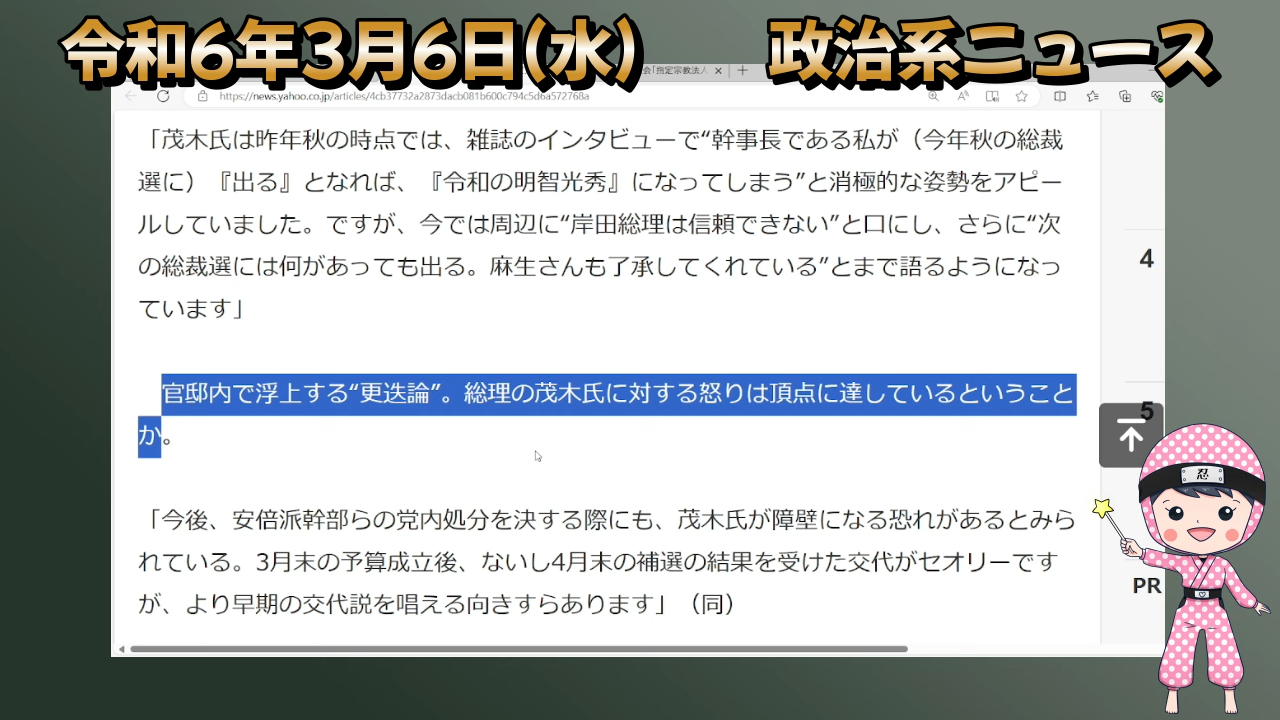 令和6年3月6日(水) 政治系ニュース
会「指定宗教法人
https://news.yahoo.co.jp/articles/4cb37732a2873dacb081b600c794c5d6a572768a
「茂木氏は昨年秋の時点では、雑誌のインタビューで“幹事長である私が（今年秋の総裁
選に）『出る』となれば、『令和の明智光秀』になってしまう”と消極的な姿勢をアピー
ルしていました。ですが、今では周辺に“岸田総理は信頼できない”と口にし、さらに“次
の総裁選には何があっても出る。麻生さんも了承してくれている”とまで語るようになっ
ています」
4
官邸内で浮上する“更迭論”。総理の茂木氏に対する怒りは頂点に達しているということ
か。
5
忍
「今後、安倍派幹部らの党内処分を決する際にも、茂木氏が障壁になる恐れがあるとみら
れている。3月末の予算成立後、ないし4月末の補選の結果を受けた交代がセオリーです
が、より早期の交代説を唱える向きすらあります」（同）
PR